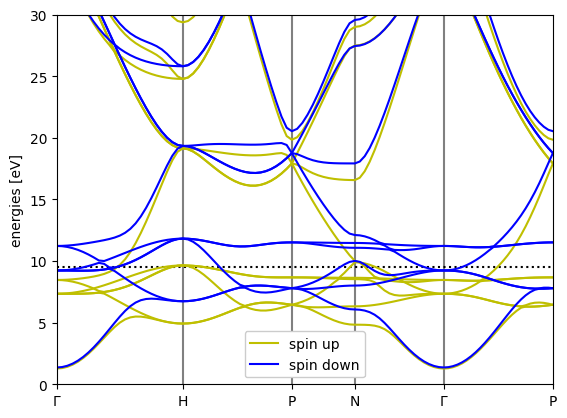 30
25
20
15
10
5
0
energies [eV]
spin up
spin down
Γ H P N Γ P